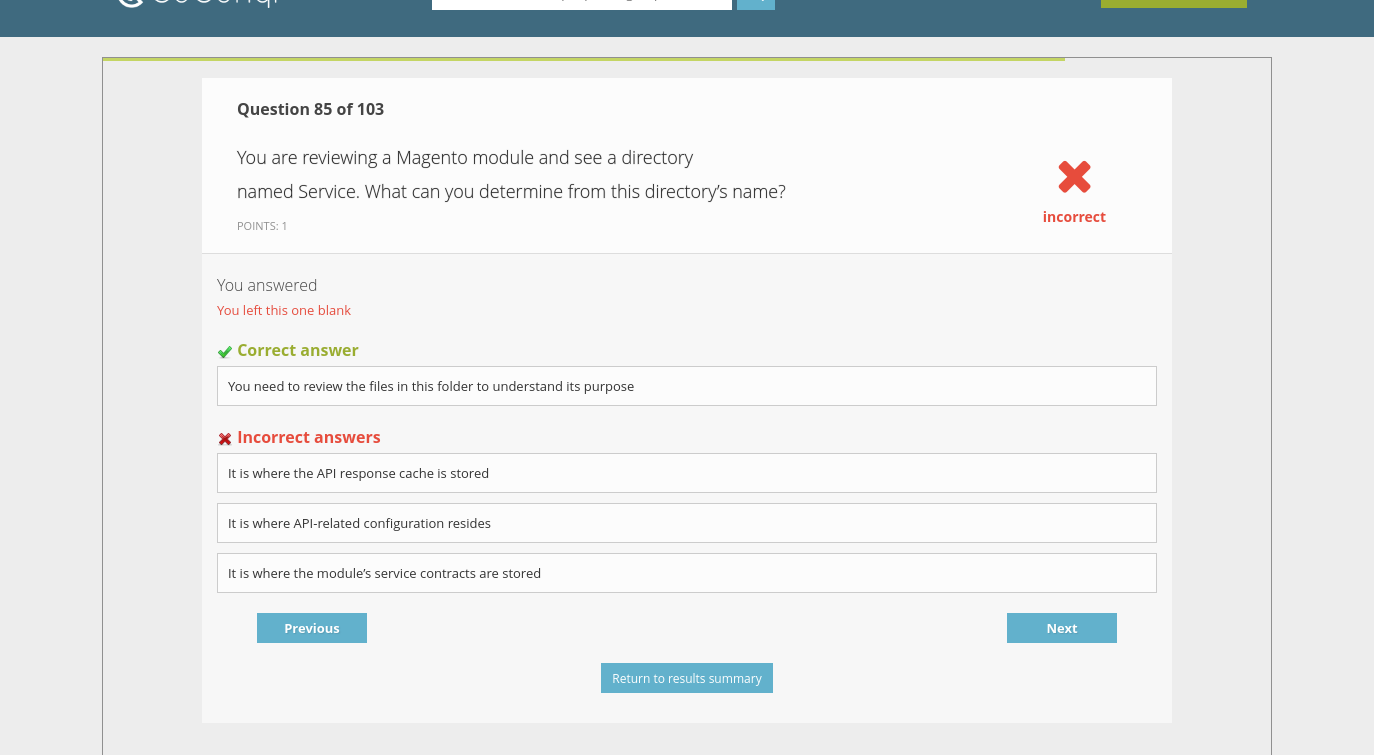 Question 85 of 103
You are reviewing a Magento module and see a directory
named Service. What can you determine from this directory’s name?
POINTS: 1
incorrect
You answered
You left this one blank
Correct answer
You need to review the files in this folder to understand its purpose
Incorrect answers
It is where the API response cache is stored
It is where API-related configuration resides
It is where the module’s service contracts are stored
Previous
Next
Return to results summary